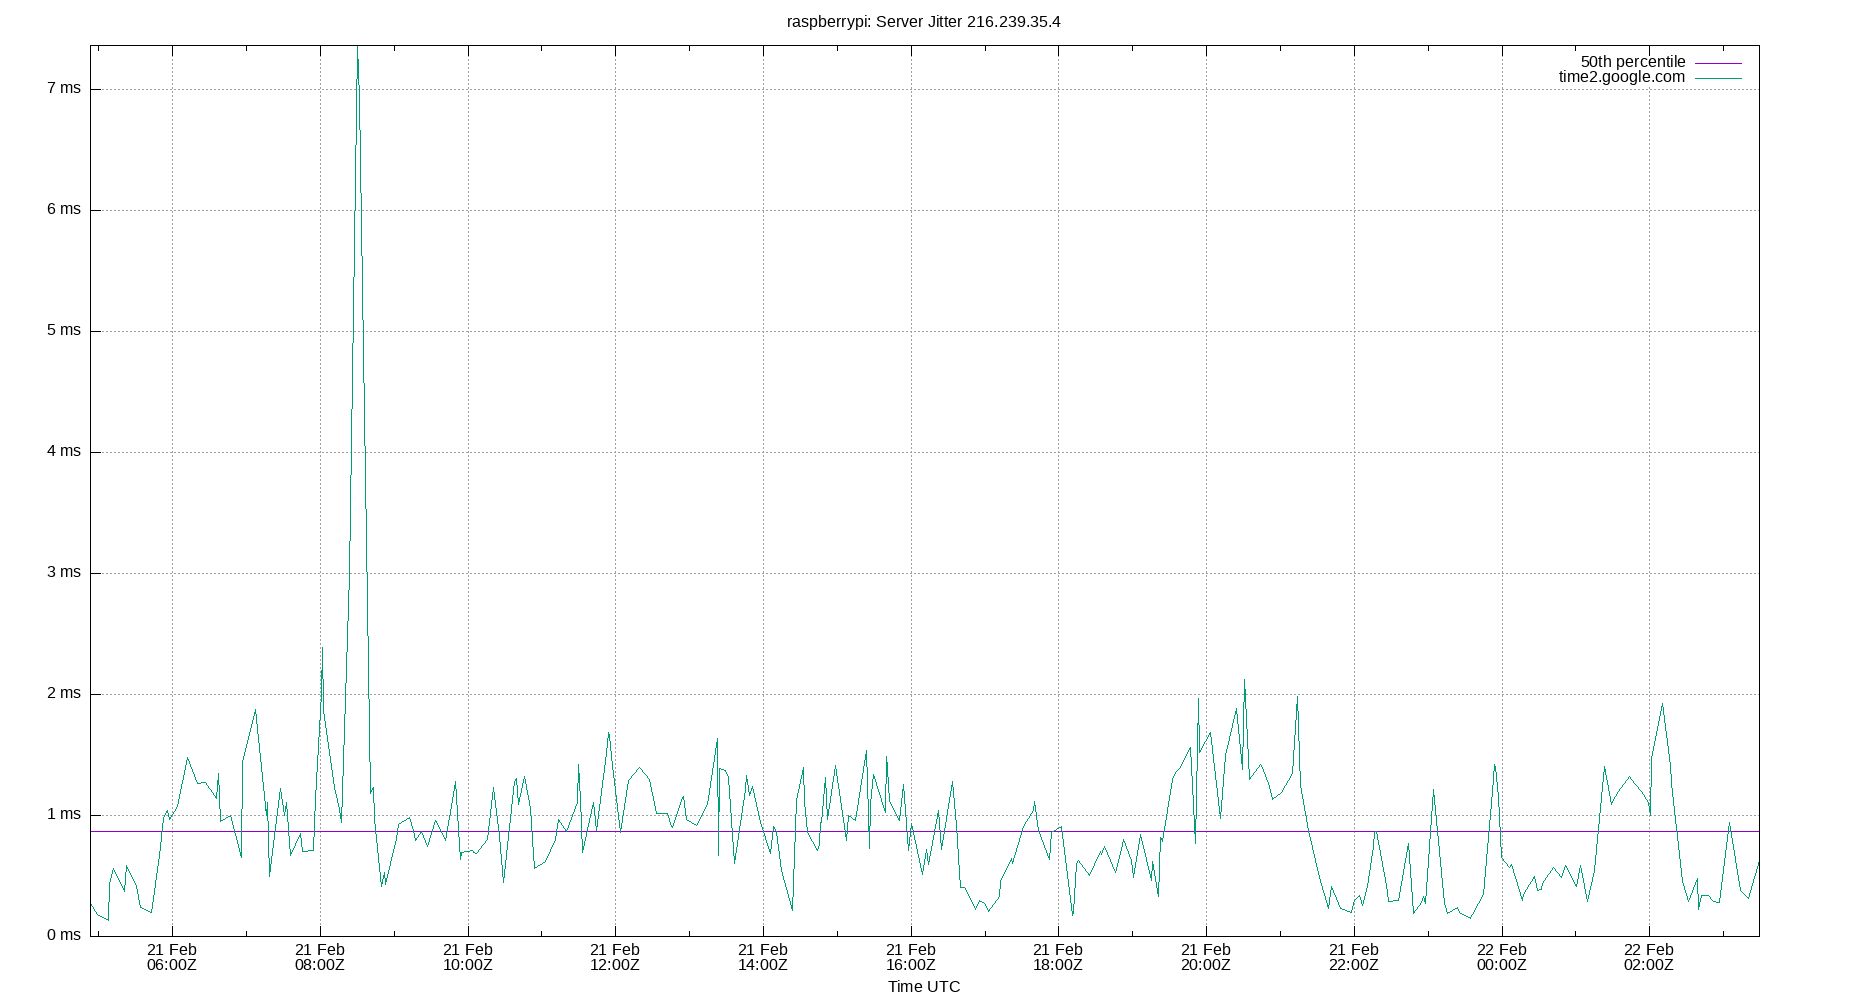 raspberrypi: Server Jitter 216.239.35.4
50th percentile
time2.google.com
7 ms
6 ms
5 ms
4 ms
3 ms
2 ms
1 ms
0 ms
21 Feb 21 Feb 21 Feb 21 Feb 21 Feb 21 Feb 21 Feb 21 Feb 21 Feb 22 Feb 22 Feb
06:00Z 08:00Z 10:00Z 12:00Z 14:00Z 16:00Z 18:00Z 20:00Z 22:00Z 00:00Z 02:00Z
Time UTC